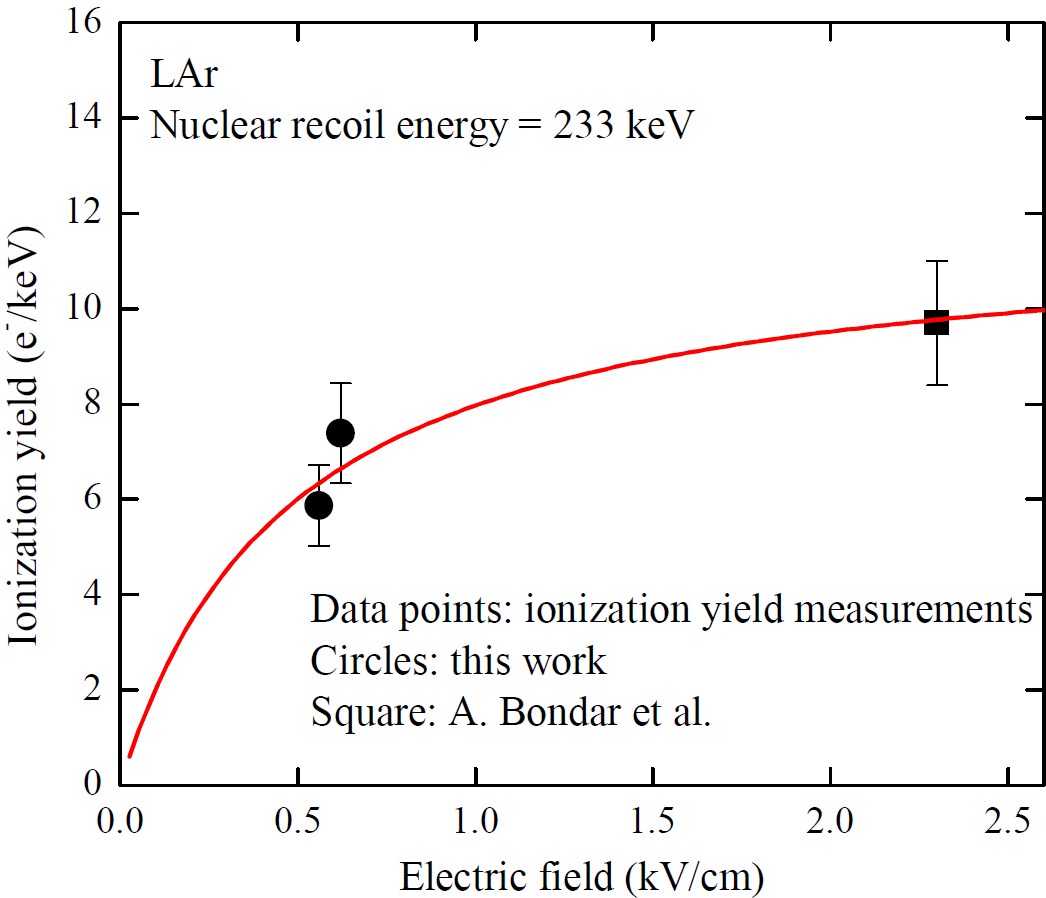 16
14
12
10
8
6
4
2
0
Ionization yield (e⁻/keV)
LAr
Nuclear recoil energy = 233 keV
Data points: ionization yield measurements
Circles: this work
Square: A. Bondar et al.
0.0 0.5 1.0 1.5 2.0 2.5
Electric field (kV/cm)